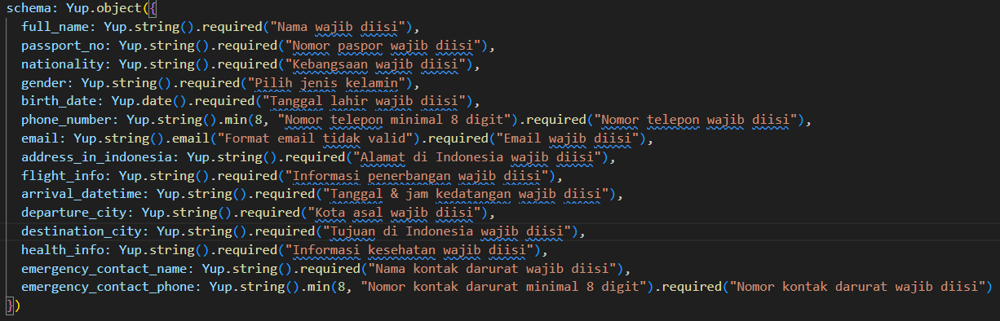 schema: Yup.object({
full_name: Yup.string().required("Nama wajib diisi"),
passport_no: Yup.string().required("Nomor paspor wajib diisi"),
nationality: Yup.string().required("Kebangsaan wajib diisi"),
gender: Yup.string().required("Pilih jenis kelamin"),
birth_date: Yup.date().required("Tanggal lahir wajib diisi"),
phone_number: Yup.string().min(8, "Nomor telepon minimal 8 digit").required("Nomor telepon wajib diisi"),
email: Yup.string().email("Format email tidak valid").required("Email wajib diisi"),
address_in_indonesia: Yup.string().required("Alamat di Indonesia wajib diisi"),
flight_info: Yup.string().required("Informasi penerbangan wajib diisi"),
arrival_datetime: Yup.string().required("Tanggal & jam kedatangan wajib diisi"),
departure_city: Yup.string().required("Kota asal wajib diisi"),
destination_city: Yup.string().required("Tujuan di Indonesia wajib diisi"),
health_info: Yup.string().required("Informasi kesehatan wajib diisi"),
emergency_contact_name: Yup.string().required("Nama kontak darurat wajib diisi"),
emergency_contact_phone: Yup.string().min(8, "Nomor kontak darurat minimal 8 digit").required("Nomor kontak darurat wajib diisi")
})